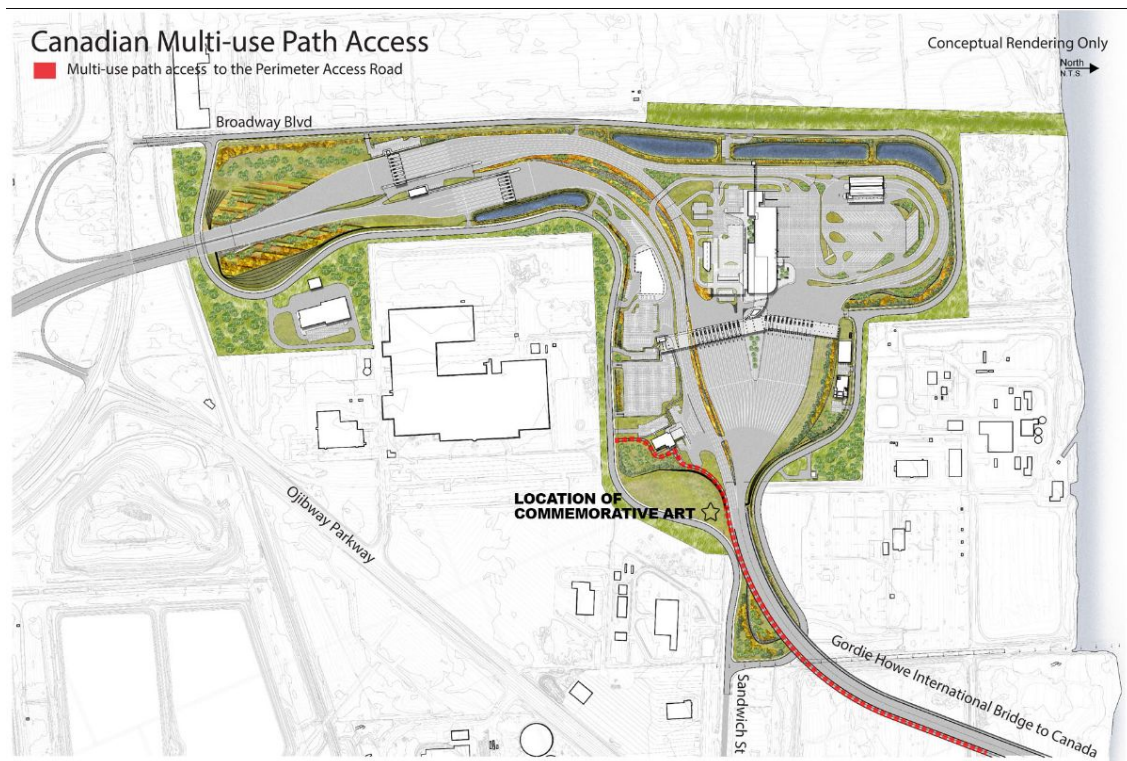 Canadian Multi-use Path Access
Multi-use path access to the Perimeter Access Road
Conceptual Rendering Only
North
N.T.S.
Broadway Blvd
LOCATION OF
COMMEMORATIVE ART
Ojibway Parkway
Gordie Howe International Bridge to Canada
Sandwich St